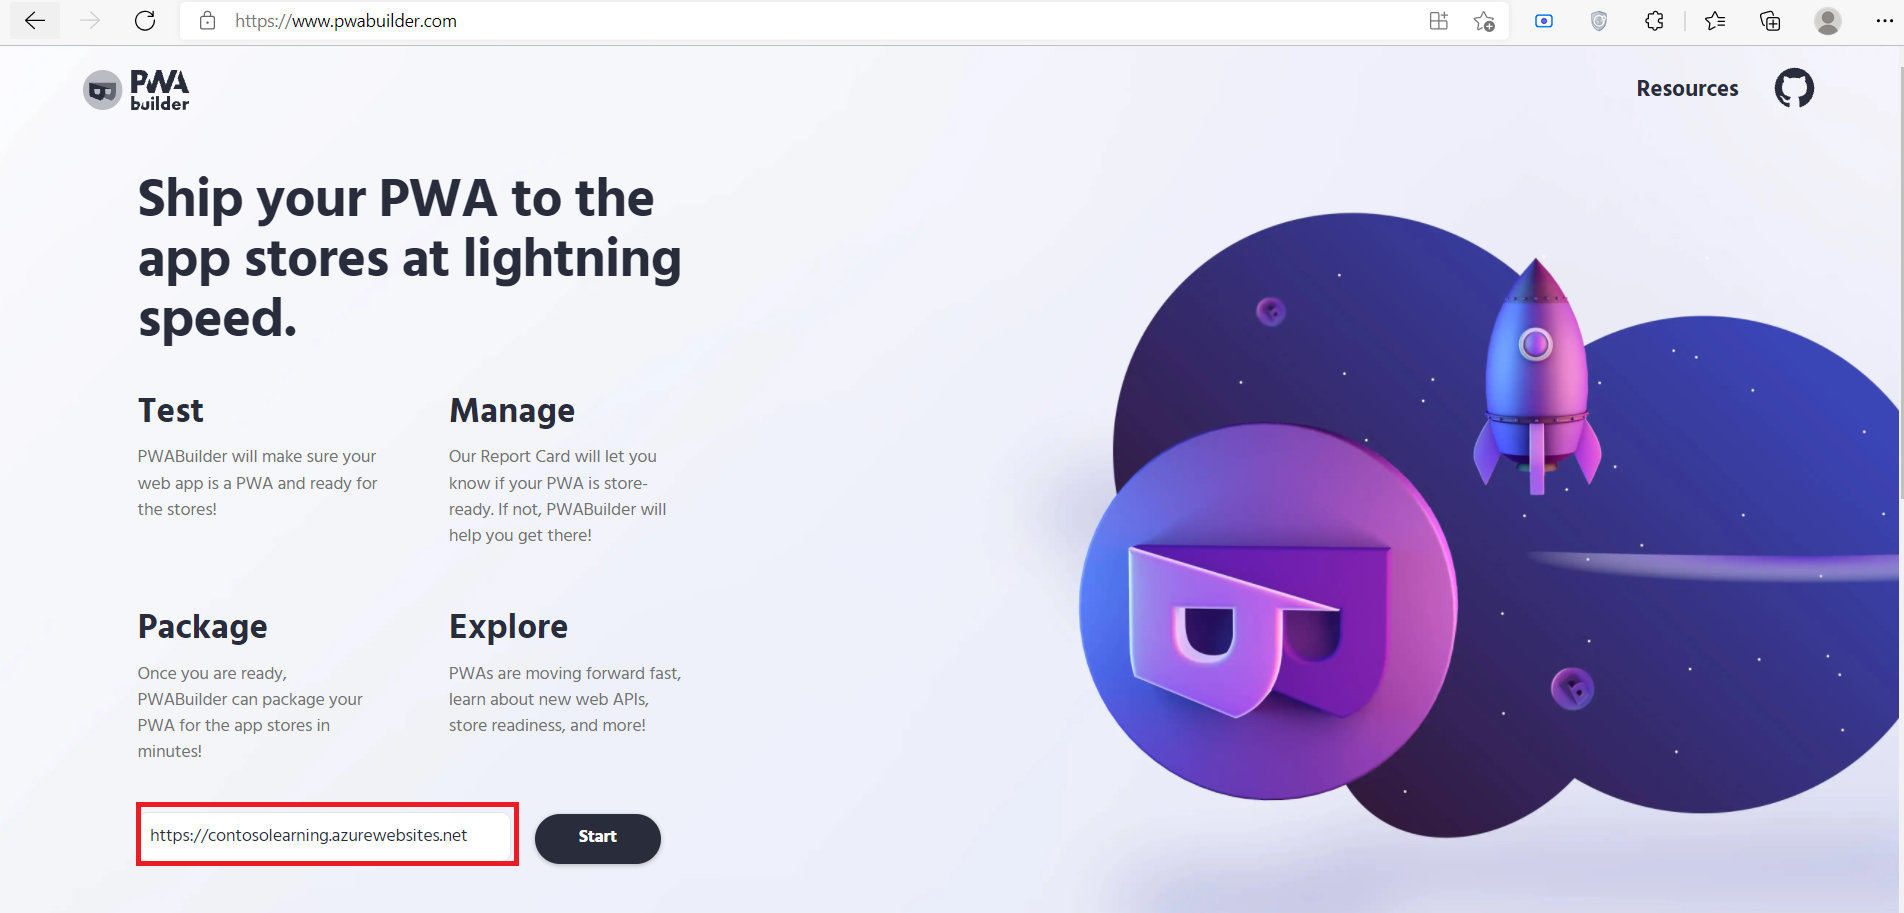 https://www.pwabuilder.com
PWA
builder
Resources
Ship your PWA to the
app stores at lightning
speed.
Test
PWABuilder will make sure your
web app is a PWA and ready for
the stores!
Manage
Our Report Card will let you
know if your PWA is store-
ready. If not, PWABuilder will
help you get there!
Package
Once you are ready,
PWABuilder can package your
PWA for the app stores in
minutes!
Explore
PWAs are moving forward fast,
learn about new web APIs,
store readiness, and more!
https://contosolearning.azurewebsites.net
Start